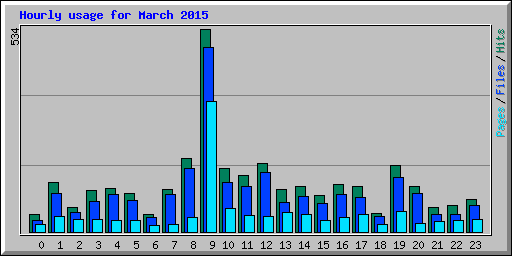 Hourly usage for March 2015
534
Pages / Files / Hits
0 1 2 3 4 5 6 7 8 9 10 11 12 13 14 15 16 17 18 19 20 21 22 23